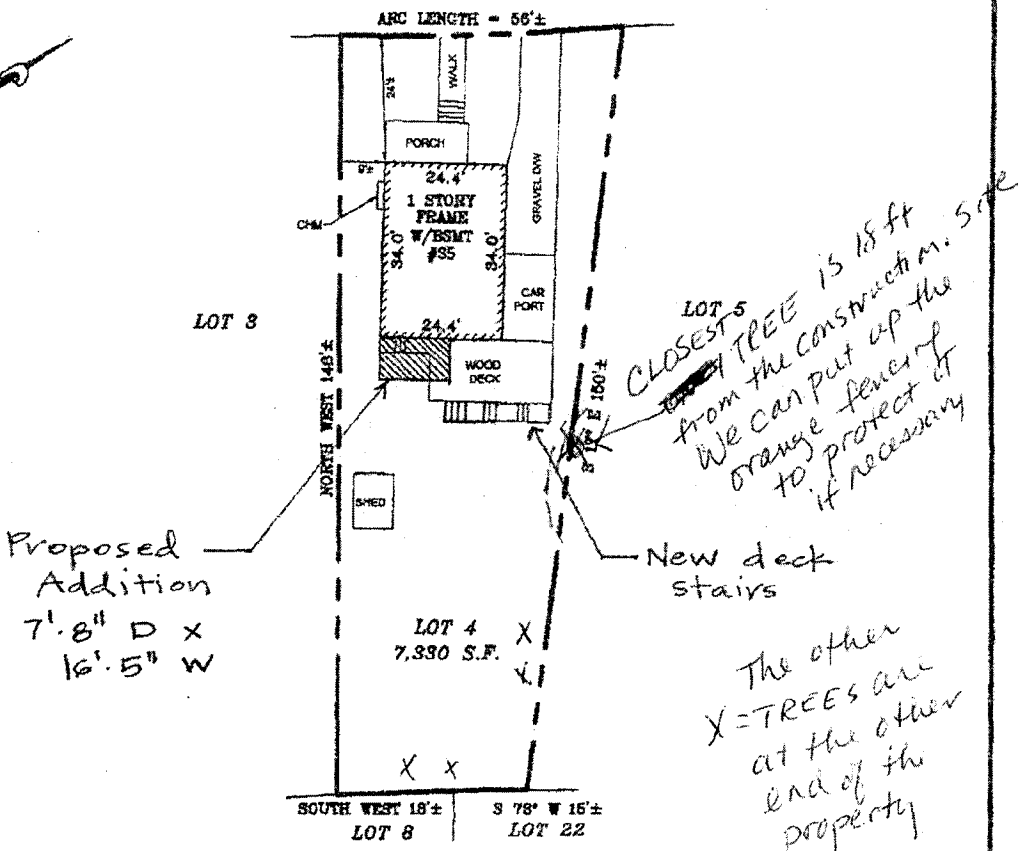 ARC LENGTH = 56'±
24'±
WALK
PORCH
9'±
24.4'
1 STORY
FRAME
W/BSMT
#35
34.0'
34.0'
CHM
GRAVEL D/W
CAR
PORT
24.4'
WOOD
DECK
LOT 3
LOT 5
NORTH WEST 146'±
E 150'±
SHED
CLOSEST TREE is 18 ft
from the construction site
We can put up the
orange fencing
to protect it
if necessary
Proposed
Addition
7'-8" D X
16'-5" W
New deck
stairs
LOT 4
7,330 S.F.
X
X
X X
The other
X = TREES are
at the other
end of the
property
SOUTH WEST 18'±
S 78° W 15'±
LOT 8
LOT 22